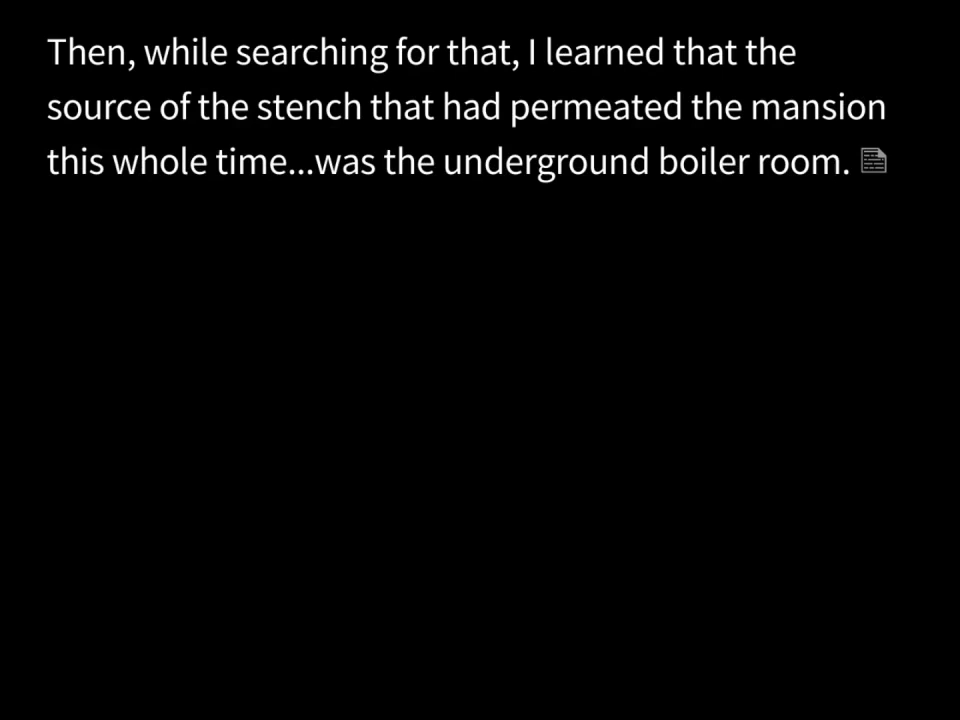 Then, while searching for that, I learned that the
source of the stench that had permeated the mansion
this whole time...was the underground boiler room.